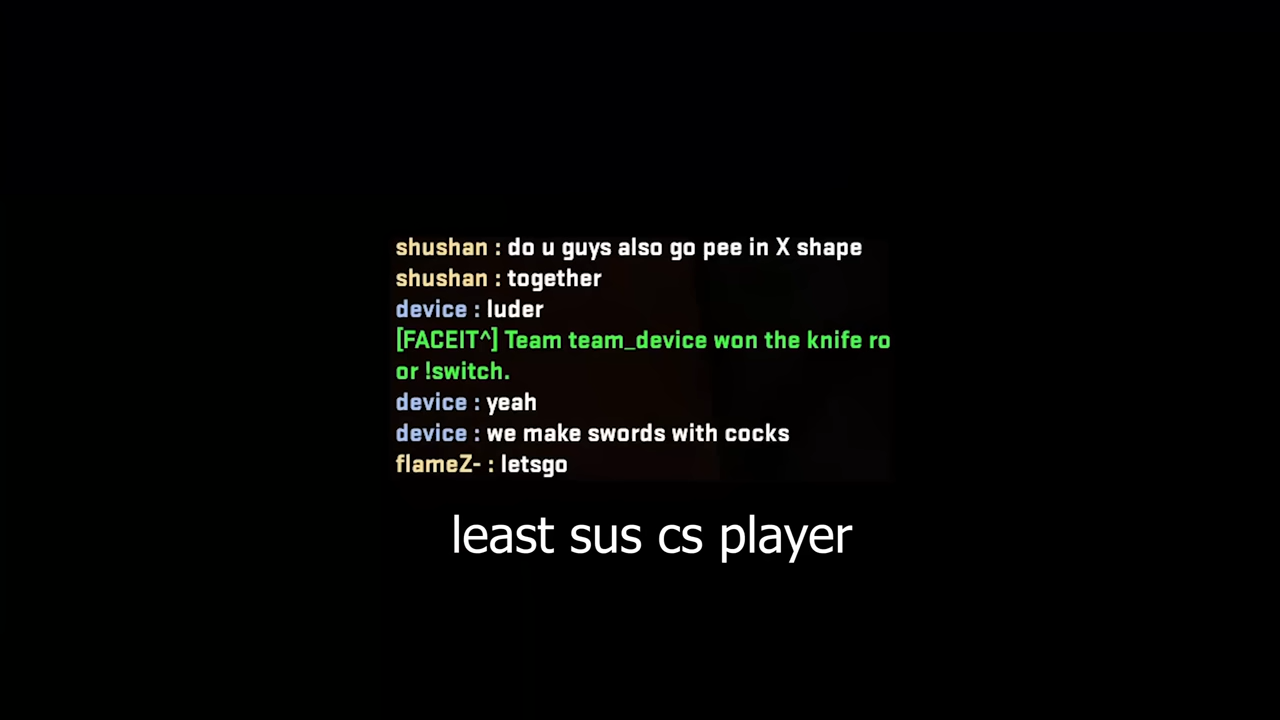 shushan : do u guys also go pee in X shape
shushan : together
device : luder
[FACEIT^] Team team_device won the knife ro
or !switch.
device : yeah
device : we make swords with cocks
flameZ- : letsgo
least sus cs player